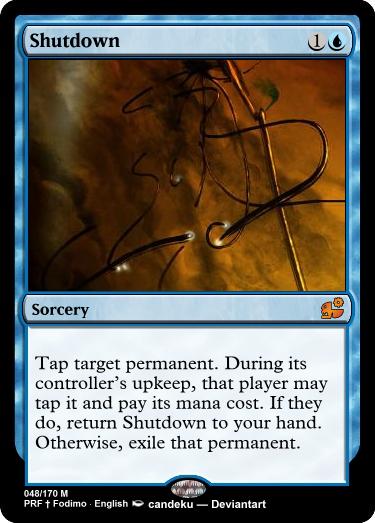 Shutdown 1
Sorcery
Tap target permanent. During its
controller's upkeep, that player may
tap it and pay its mana cost. If they
do, return Shutdown to your hand.
Otherwise, exile that permanent.
048/170 M
PRF † Fodimo · English candeku — Deviantart